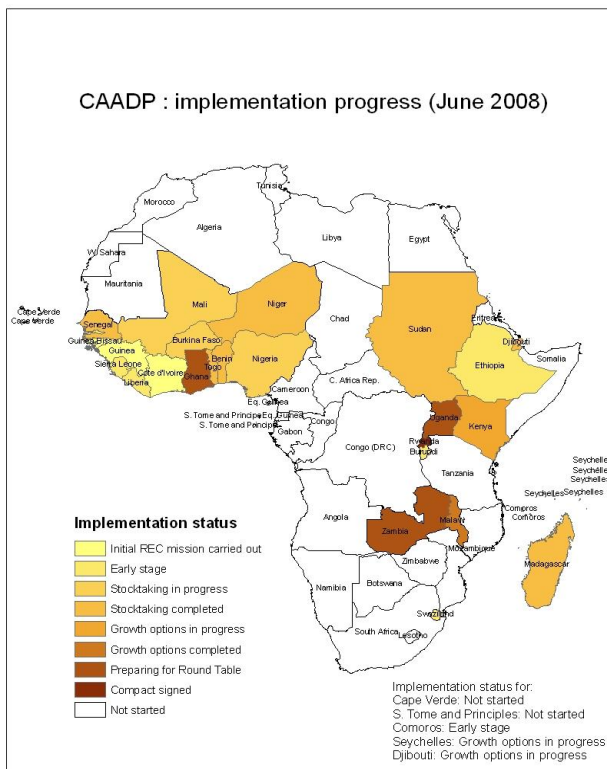 CAADP : implementation progress (June 2008)
Tunisia
Morocco
Algeria
Libya
Egypt
W. Sahara
Mauritania
Mali
Niger
Chad
Sudan
Eritrea
Cape Verde
Cape Verde
Senegal
Guinea Bissau
Guinea
Sierra Leone
Liberia
Cote d'Ivoire
Burkina Faso
Ghana
Togo
Benin
Nigeria
Djibouti
Ethiopia
Somalia
Cameroon
C. Africa Rep.
Eq. Guinea
S. Tome and Principe
Eq. Guinea
S. Tome and Principe
Gabon
Congo
Congo (DRC)
Uganda
Kenya
Rwanda
Burundi
Tanzania
Seychelles
Seychelles
Seychelles
Seychelles
Seychelles
Comoros
Comoros
Angola
Zambia
Malawi
Mozambique
Zimbabwe
Madagascar
Namibia
Botswana
Swaziland
South Africa
Lesotho
Implementation status
Initial REC mission carried out
Early stage
Stocktaking in progress
Stocktaking completed
Growth options in progress
Growth options completed
Preparing for Round Table
Compact signed
Not started
Implementation status for:
Cape Verde: Not started
S. Tome and Principles: Not started
Comoros: Early stage
Seychelles: Growth options in progress
Djibouti: Growth options in progress